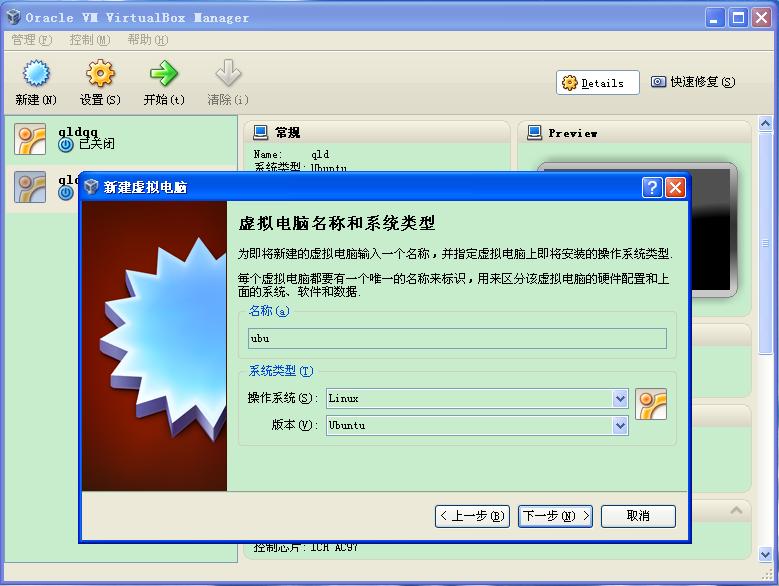 Oracle VM VirtualBox Manager
管理(F) 控制(M) 帮助(H)
新建(N) 设置(S) 开始(t) 清除(i)
Details 快速修复(S)
qldqq
已关闭
qld
常规
Name: qld
系统类型: Ubuntu
Preview
新建虚拟电脑
虚拟电脑名称和系统类型
为即将新建的虚拟电脑输入一个名称，并指定虚拟电脑上即将安装的操作系统类型.
每个虚拟电脑都要有一个唯一的名称来标识，用来区分该虚拟电脑的硬件配置和上
面的系统、软件和数据.
名称(a)
ubu
系统类型(T)
操作系统(S): Linux
版本(V): Ubuntu
< 上一步(B) 下一步(N) > 取消
控制芯片: ICH AC97